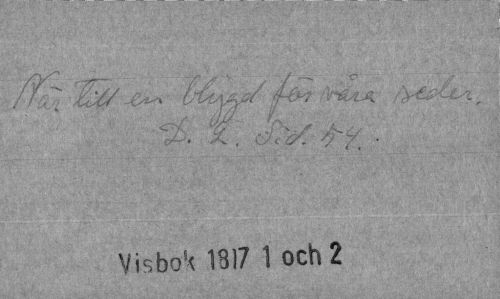 När till en blygd för våra seder.
D. 2. Sid. 54.
Visbok 1817 1 och 2